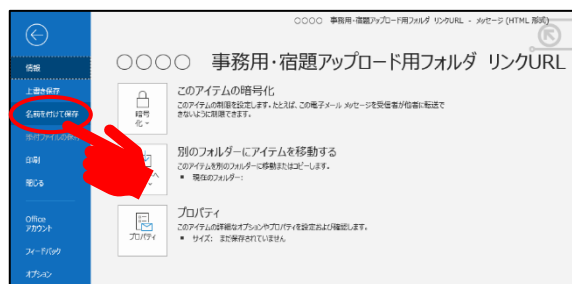 ○○○○ 事務用・宿題アップロード用フォルダ リンクURL - メッセージ (HTML 形式)
○○○○ 事務用・宿題アップロード用フォルダ リンクURL
情報
上書き保存
名前を付けて保存
添付ファイルの保存
印刷
閉じる
Office
アカウント
フィードバック
オプション
暗号
化
このアイテムの暗号化
このアイテムの制限を設定します。たとえば、この電子メール メッセージを受信者が他者に転送で
きないように制限できます。
別のフォルダーにアイテムを移動する
このアイテムを別のフォルダーに移動またはコピーします。
▪ 現在のフォルダー:
プロパティ
プロパティ
このアイテムの詳細なオプションやプロパティを設定および確認します。
▪ サイズ: まだ保存されていません